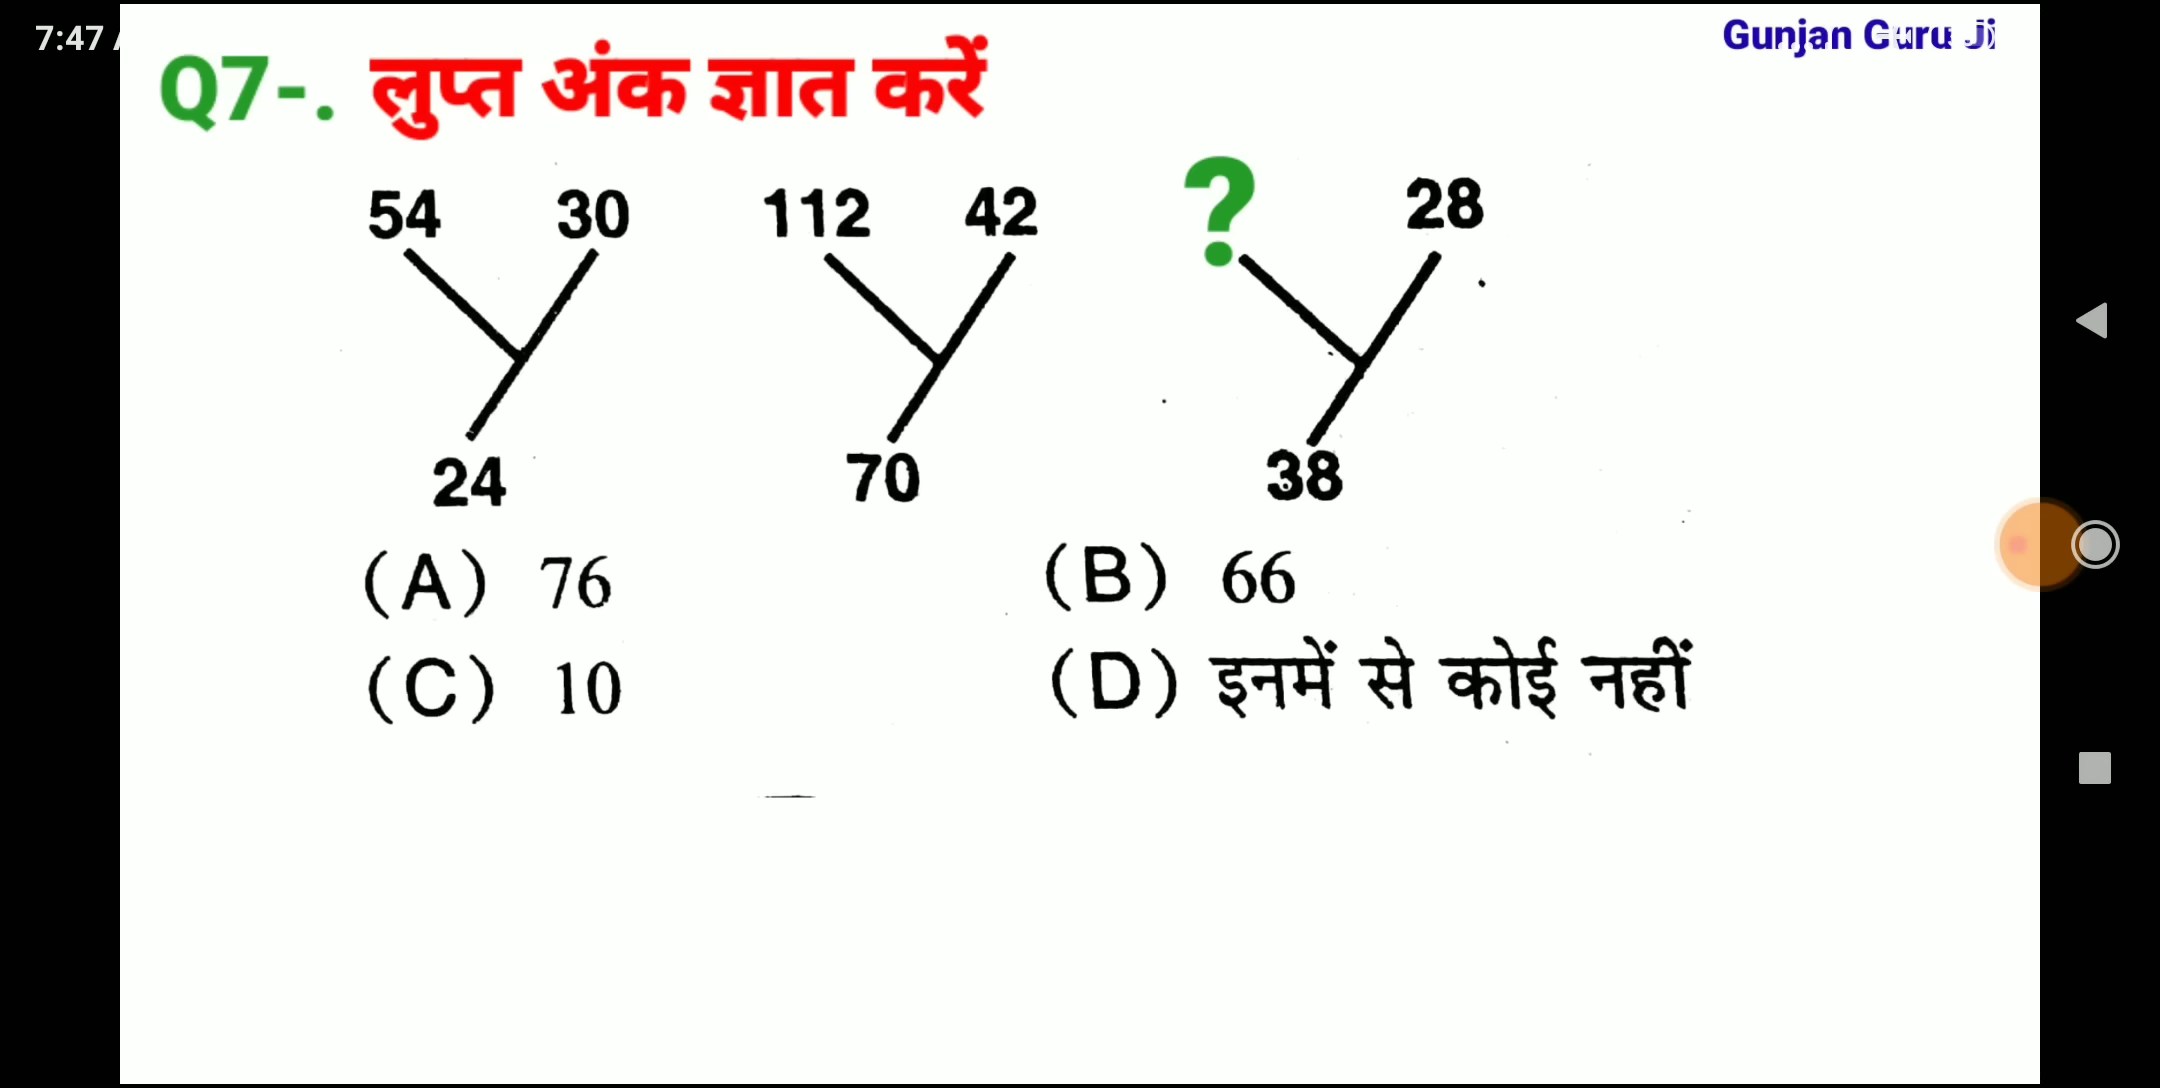 7:47
Gunjan Guru Ji
Q7-. लुप्त अंक ज्ञात करें
54 30 112 42 ? 28
24 70 38
(A) 76 (B) 66
(C) 10 (D) इनमें से कोई नहीं